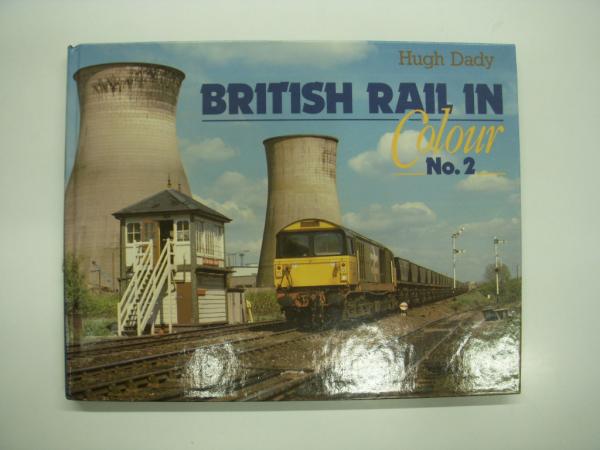 Hugh Dady
BRITISH RAIL IN
Colour
No. 2